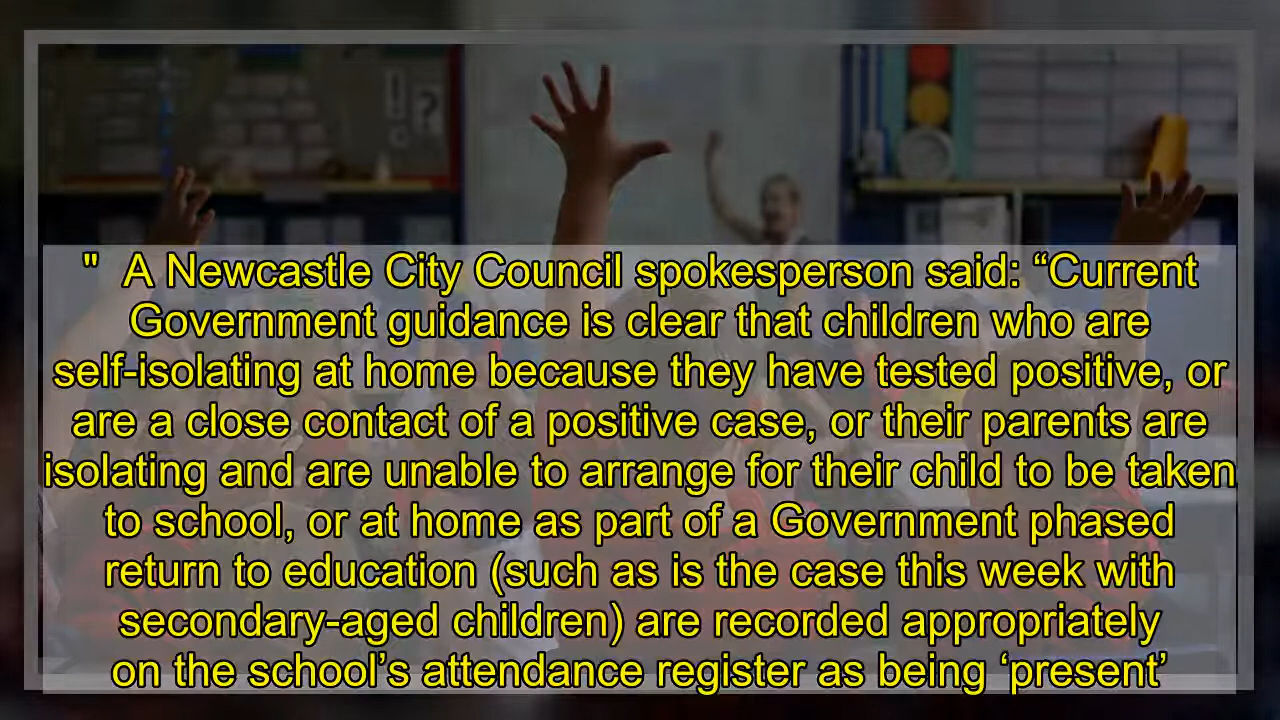 "  A Newcastle City Council spokesperson said: “Current
Government guidance is clear that children who are
self-isolating at home because they have tested positive, or
are a close contact of a positive case, or their parents are
isolating and are unable to arrange for their child to be taken
to school, or at home as part of a Government phased
return to education (such as is the case this week with
secondary-aged children) are recorded appropriately
on the school’s attendance register as being ‘present’